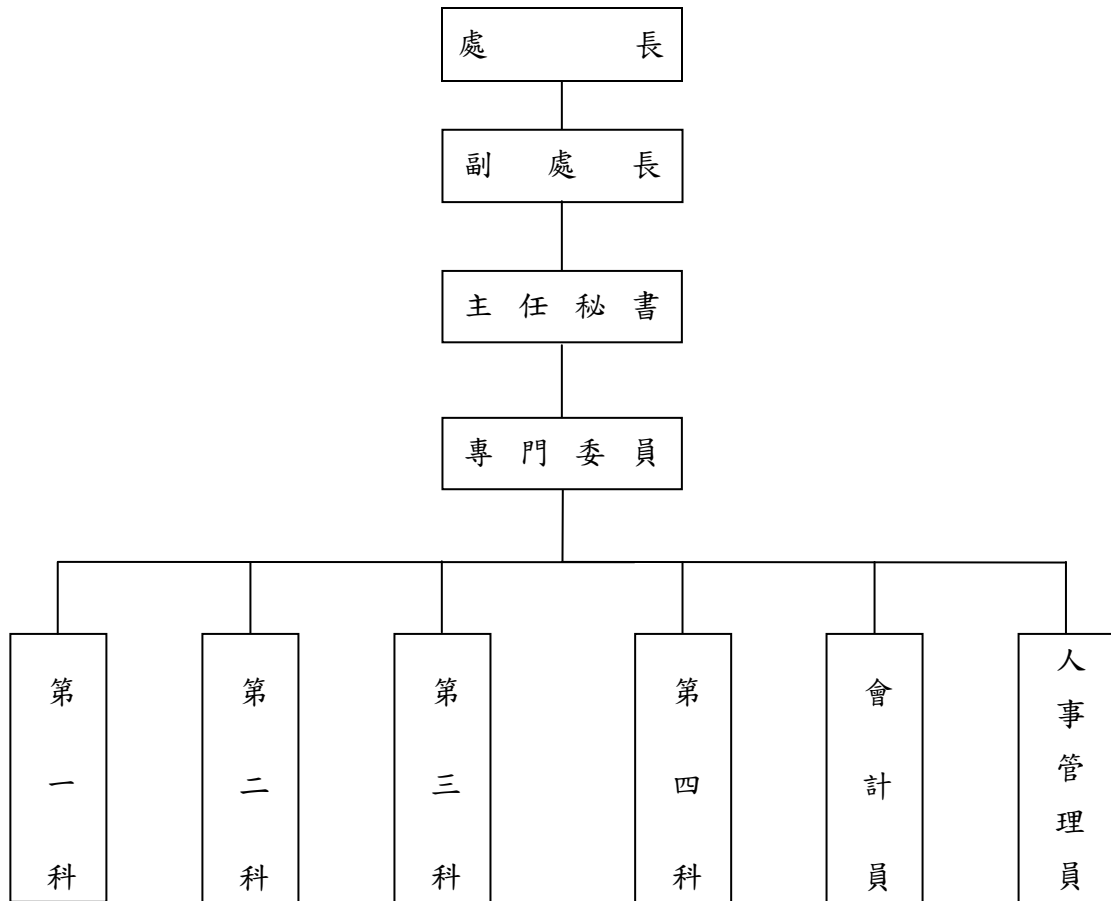 處長
副處長
主任秘書
專門委員
第一科
第二科
第三科
第四科
會計員
人事管理員